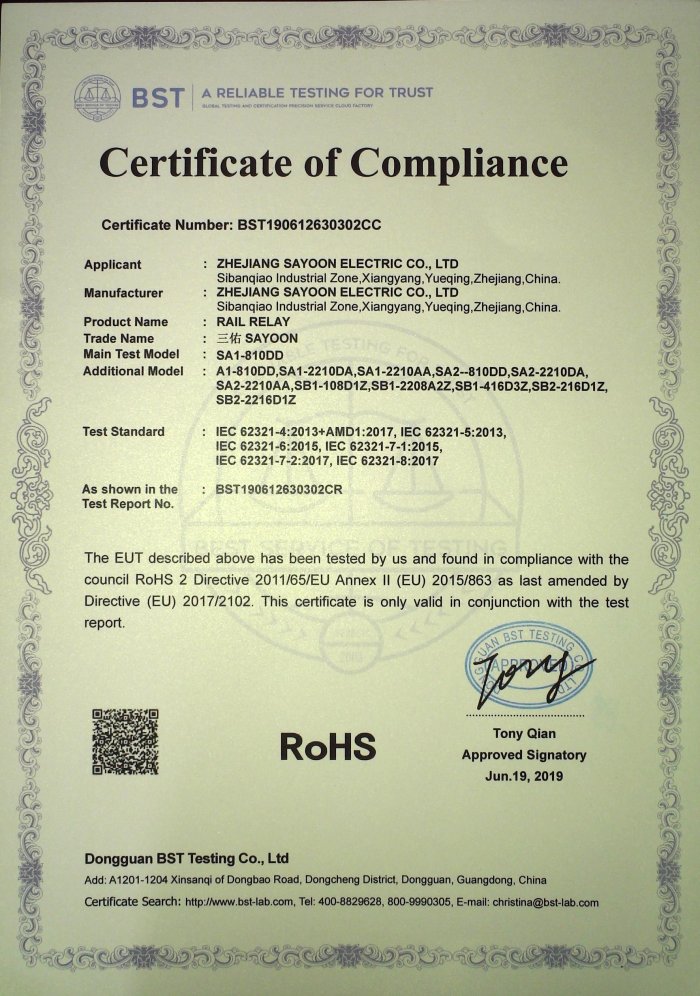 BST A RELIABLE TESTING FOR TRUST
GLOBAL TESTING AND CERTIFICATION PRECISION SERVICE CLOUD FACTORY
Certificate of Compliance
Certificate Number: BST190612630302CC
Applicant : ZHEJIANG SAYOON ELECTRIC CO., LTD
Sibanqiao Industrial Zone,Xiangyang,Yueqing,Zhejiang,China.
Manufacturer : ZHEJIANG SAYOON ELECTRIC CO., LTD
Sibanqiao Industrial Zone,Xiangyang,Yueqing,Zhejiang,China.
Product Name : RAIL RELAY
Trade Name : 三佑 SAYOON
Main Test Model : SA1-810DD
Additional Model : A1-810DD,SA1-2210DA,SA1-2210AA,SA2--810DD,SA2-2210DA,
SA2-2210AA,SB1-108D1Z,SB1-2208A2Z,SB1-416D3Z,SB2-216D1Z,
SB2-2216D1Z
Test Standard : IEC 62321-4:2013+AMD1:2017, IEC 62321-5:2013,
IEC 62321-6:2015, IEC 62321-7-1:2015,
IEC 62321-7-2:2017, IEC 62321-8:2017
As shown in the : BST190612630302CR
Test Report No.
BEST SERVICE OF TESTING
The EUT described above has been tested by us and found in compliance with the
council RoHS 2 Directive 2011/65/EU Annex II (EU) 2015/863 as last amended by
Directive (EU) 2017/2102. This certificate is only valid in conjunction with the test
report.
APPROVED
Tony
RoHS
Tony Qian
Approved Signatory
Jun.19, 2019
Dongguan BST Testing Co., Ltd
Add: A1201-1204 Xinsanqi of Dongbao Road, Dongcheng District, Dongguan, Guangdong, China
Certificate Search: http://www.bst-lab.com, Tel: 400-8829628, 800-9990305, E-mail: christina@bst-lab.com